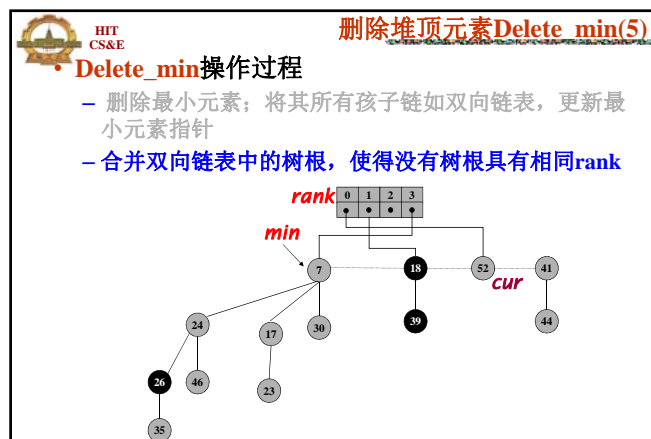 HIT
CS&E
删除堆顶元素Delete_min(5)
• Delete_min操作过程
– 删除最小元素；将其所有孩子链如双向链表，更新最
小元素指针
– 合并双向链表中的树根，使得没有树根具有相同rank
rank 0 1 2 3
min
7 18 52 41
cur
24 17 30 39 44
26 46 23
35